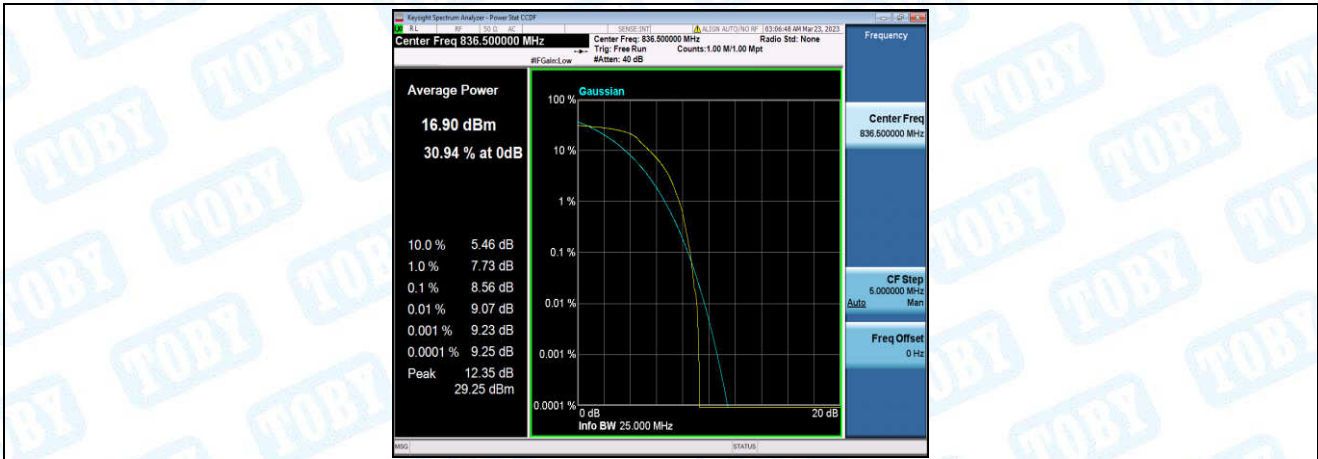 Keysight Spectrum Analyzer - Power Stat CCDF
RL RF 50 Ω AC SENSE:INT ALIGN AUTO/NO RF 03:06:48 AM Mar 23, 2023
Center Freq 836.500000 MHz
Center Freq: 836.500000 MHz Radio Std: None
Trig: Free Run Counts:1.00 M/1.00 Mpt
#IFGain:Low #Atten: 40 dB
Frequency
Average Power
16.90 dBm
30.94 % at 0dB
10.0 % 5.46 dB
1.0 % 7.73 dB
0.1 % 8.56 dB
0.01 % 9.07 dB
0.001 % 9.23 dB
0.0001 % 9.25 dB
Peak 12.35 dB
29.25 dBm
Gaussian
100 %
10 %
1 %
0.1 %
0.01 %
0.001 %
0.0001 %
0 dB 20 dB
Info BW 25.000 MHz
Center Freq
836.500000 MHz
CF Step
5.000000 MHz
Auto Man
Freq Offset
0 Hz
MSG STATUS
TOBY